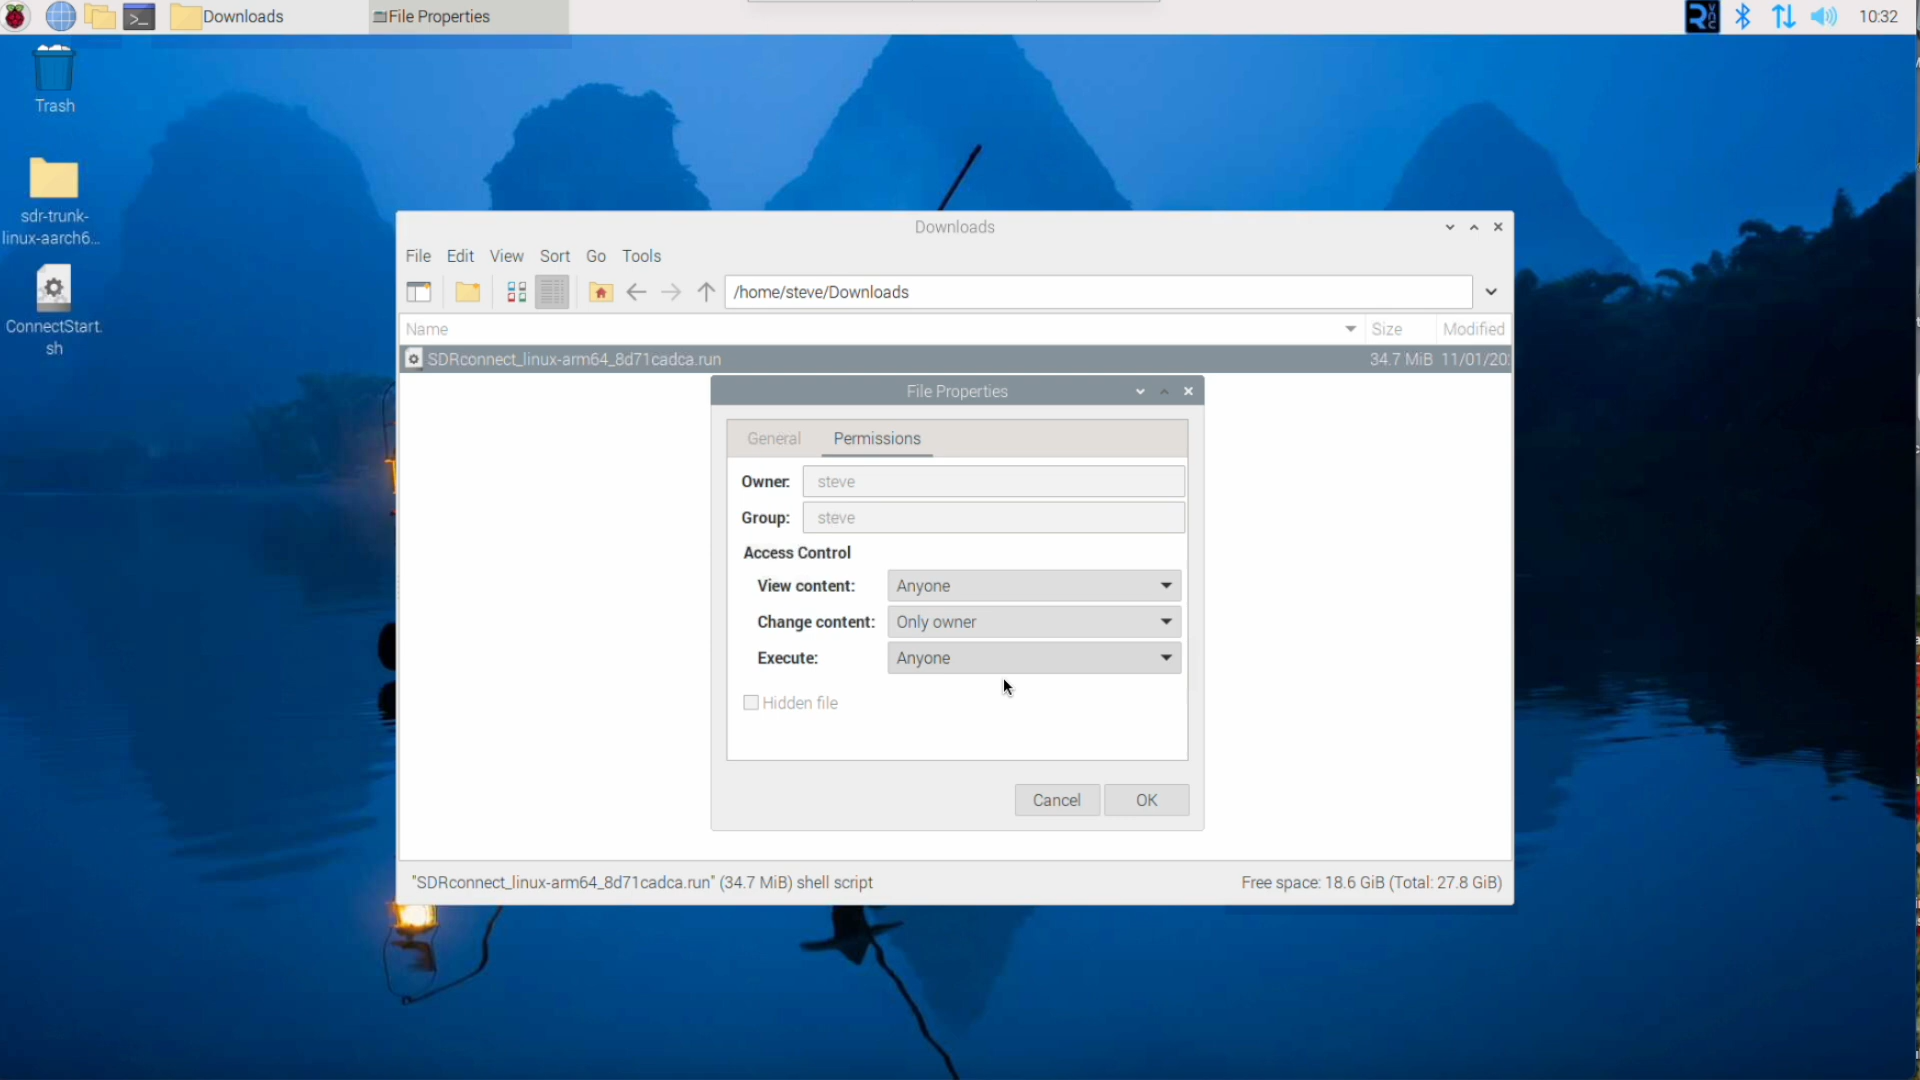 Downloads
File Properties
10:32
Trash
sdr-trunk-
linux-aarch6...
ConnectStart.
sh
Downloads
File Edit View Sort Go Tools
/home/steve/Downloads
Name Size Modified
SDRconnect_linux-arm64_8d71cadca.run 34.7 MiB 11/01/20
File Properties
General Permissions
Owner: steve
Group: steve
Access Control
View content: Anyone
Change content: Only owner
Execute: Anyone
Hidden file
Cancel OK
"SDRconnect_linux-arm64_8d71cadca.run" (34.7 MiB) shell script Free space: 18.6 GiB (Total: 27.8 GiB)